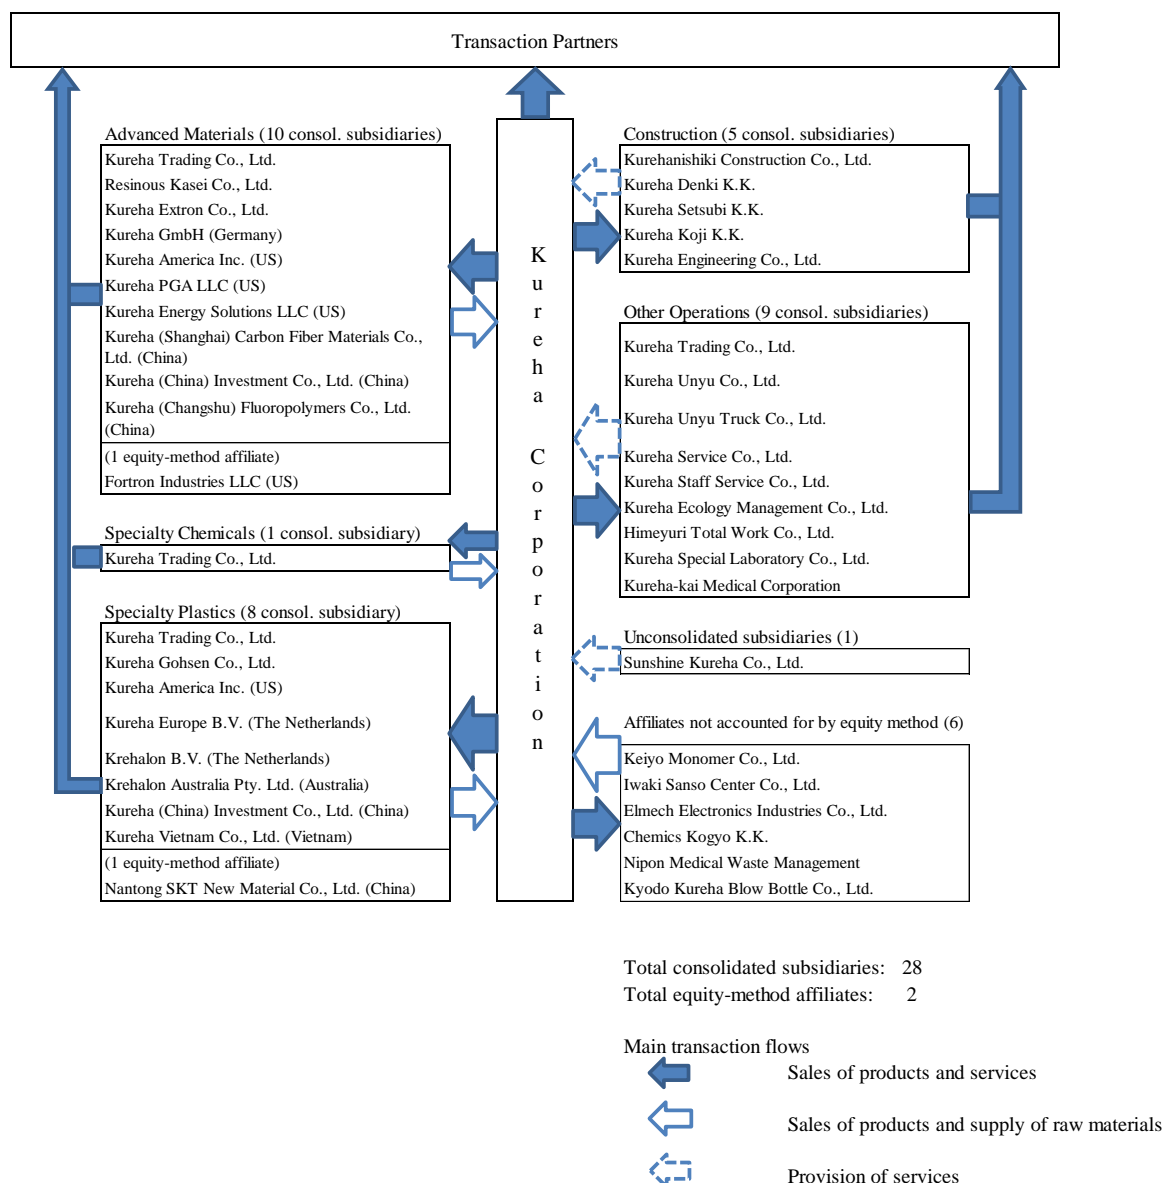 Transaction Partners
Advanced Materials (10 consol. subsidiaries)
Kureha Trading Co., Ltd.
Resinous Kasei Co., Ltd.
Kureha Extron Co., Ltd.
Kureha GmbH (Germany)
Kureha America Inc. (US)
Kureha PGA LLC (US)
Kureha Energy Solutions LLC (US)
Kureha (Shanghai) Carbon Fiber Materials Co.,
Ltd. (China)
Kureha (China) Investment Co., Ltd. (China)
Kureha (Changshu) Fluoropolymers Co., Ltd.
(China)
(1 equity-method affiliate)
Fortron Industries LLC (US)
Specialty Chemicals (1 consol. subsidiary)
Kureha Trading Co., Ltd.
Specialty Plastics (8 consol. subsidiary)
Kureha Trading Co., Ltd.
Kureha Gohsen Co., Ltd.
Kureha America Inc. (US)
Kureha Europe B.V. (The Netherlands)
Krehalon B.V. (The Netherlands)
Krehalon Australia Pty. Ltd. (Australia)
Kureha (China) Investment Co., Ltd. (China)
Kureha Vietnam Co., Ltd. (Vietnam)
(1 equity-method affiliate)
Nantong SKT New Material Co., Ltd. (China)
Kureha Corporation
Construction (5 consol. subsidiaries)
Kurehanishiki Construction Co., Ltd.
Kureha Denki K.K.
Kureha Setsubi K.K.
Kureha Koji K.K.
Kureha Engineering Co., Ltd.
Other Operations (9 consol. subsidiaries)
Kureha Trading Co., Ltd.
Kureha Unyu Co., Ltd.
Kureha Unyu Truck Co., Ltd.
Kureha Service Co., Ltd.
Kureha Staff Service Co., Ltd.
Kureha Ecology Management Co., Ltd.
Himeyuri Total Work Co., Ltd.
Kureha Special Laboratory Co., Ltd.
Kureha-kai Medical Corporation
Unconsolidated subsidiaries (1)
Sunshine Kureha Co., Ltd.
Affiliates not accounted for by equity method (6)
Keiyo Monomer Co., Ltd.
Iwaki Sanso Center Co., Ltd.
Elmech Electronics Industries Co., Ltd.
Chemics Kogyo K.K.
Nipon Medical Waste Management
Kyodo Kureha Blow Bottle Co., Ltd.
Total consolidated subsidiaries: 28
Total equity-method affiliates: 2
Main transaction flows
Sales of products and services
Sales of products and supply of raw materials
Provision of services